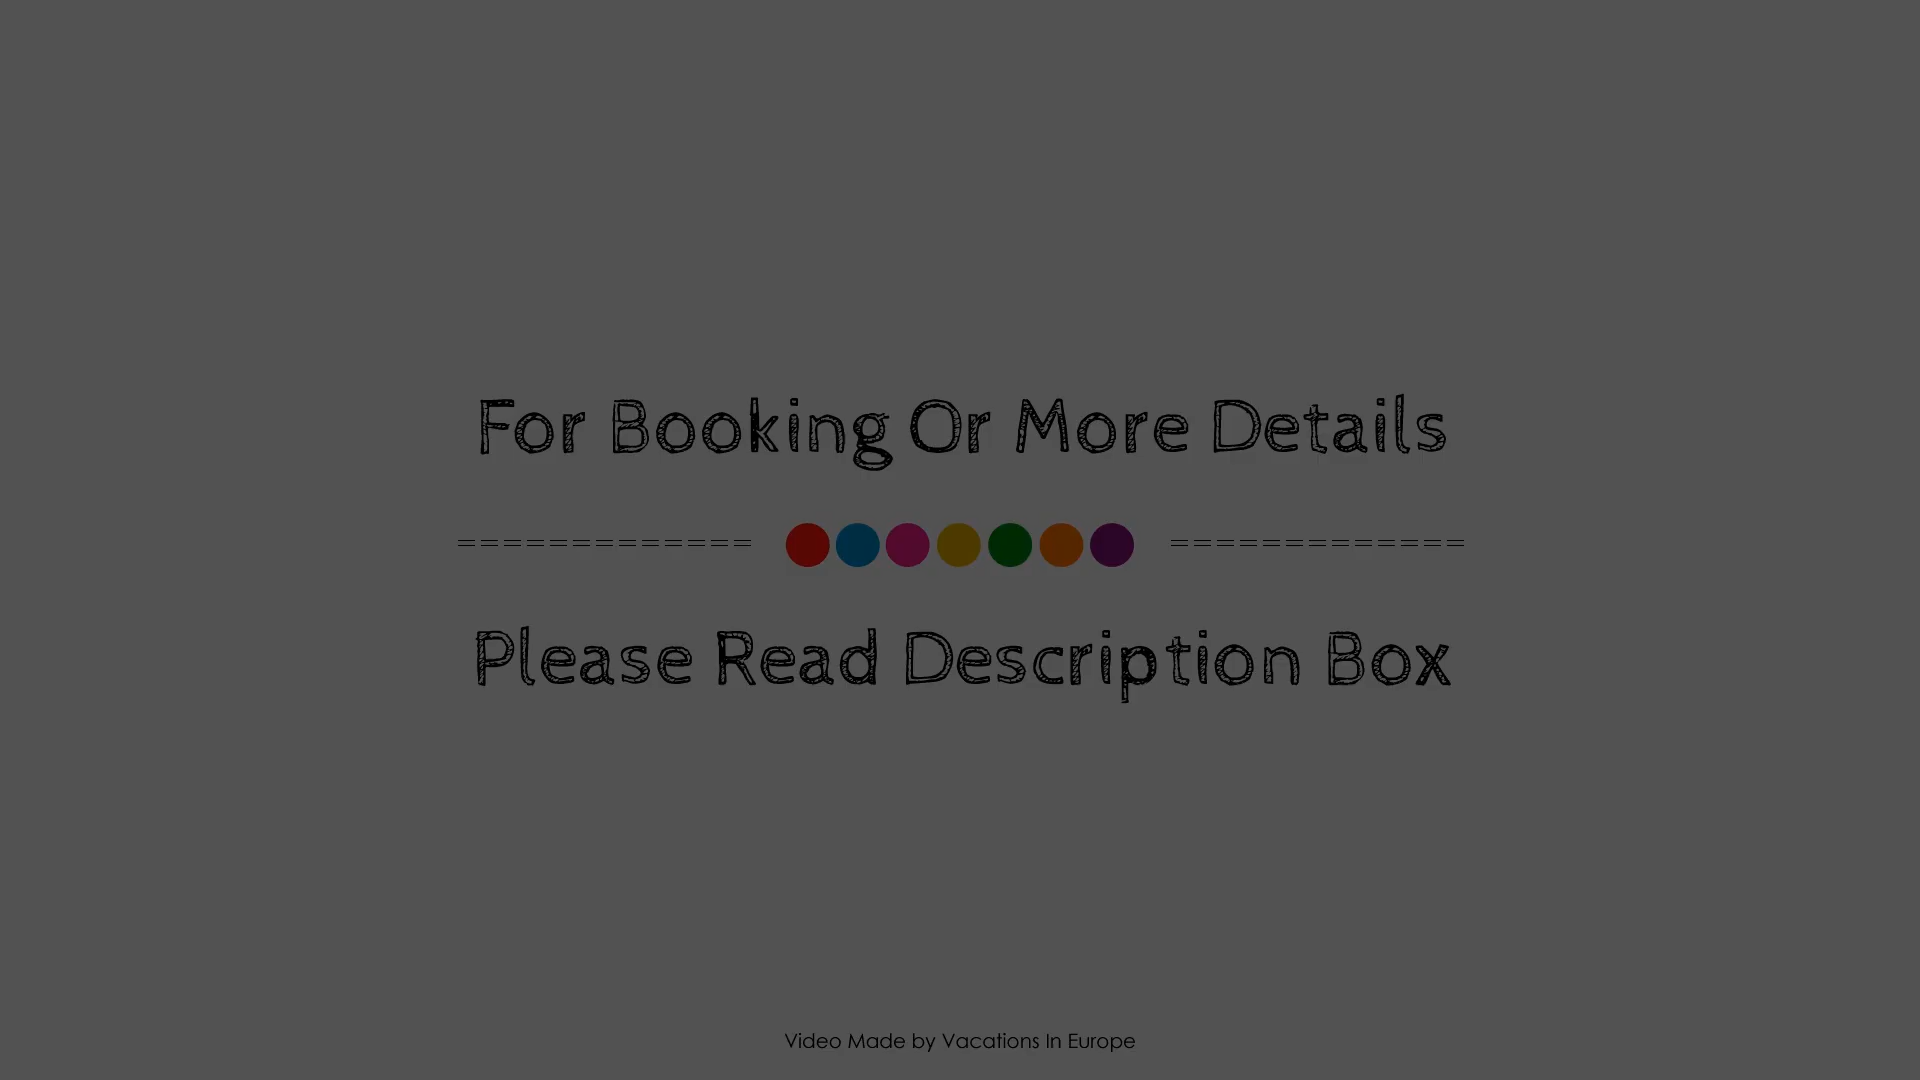 For Booking Or More Details
============= =============
Please Read Description Box
Video Made by Vacations In Europe